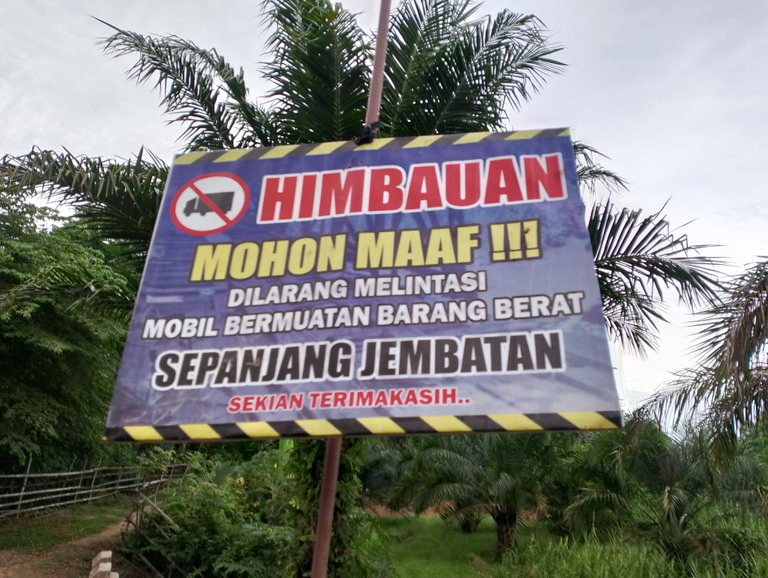 HIMBAUAN
MOHON MAAF !!!
DILARANG MELINTASI
MOBIL BERMUATAN BARANG BERAT
SEPANJANG JEMBATAN
SEKIAN TERIMAKASIH..